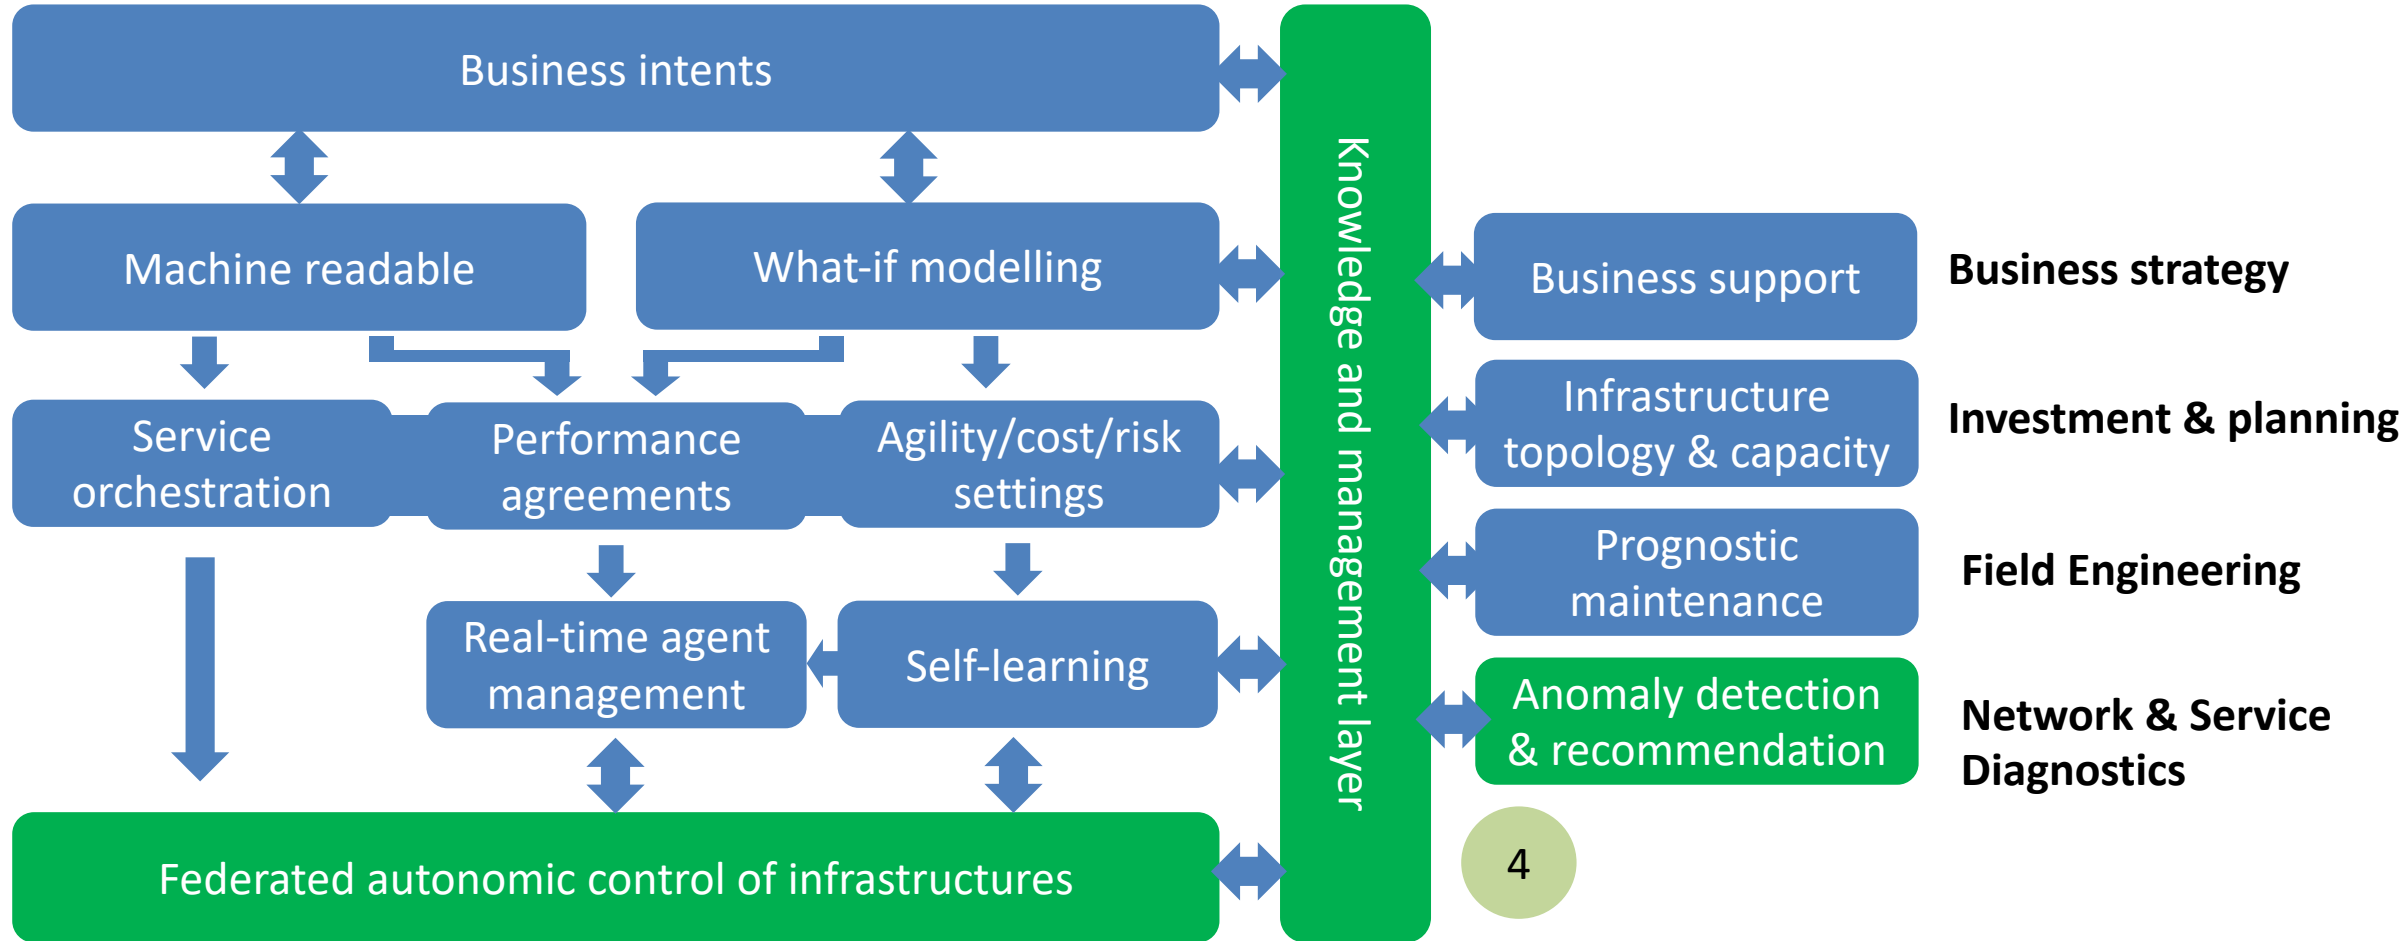 Business intents
Machine readable
What-if modelling
Service
orchestration
Performance
agreements
Agility/cost/risk
settings
Real-time agent
management
Self-learning
Federated autonomic control of infrastructures
Knowledge and management layer
Business support
Business strategy
Infrastructure
topology & capacity
Investment & planning
Prognostic
maintenance
Field Engineering
Anomaly detection
& recommendation
Network & Service
Diagnostics
4